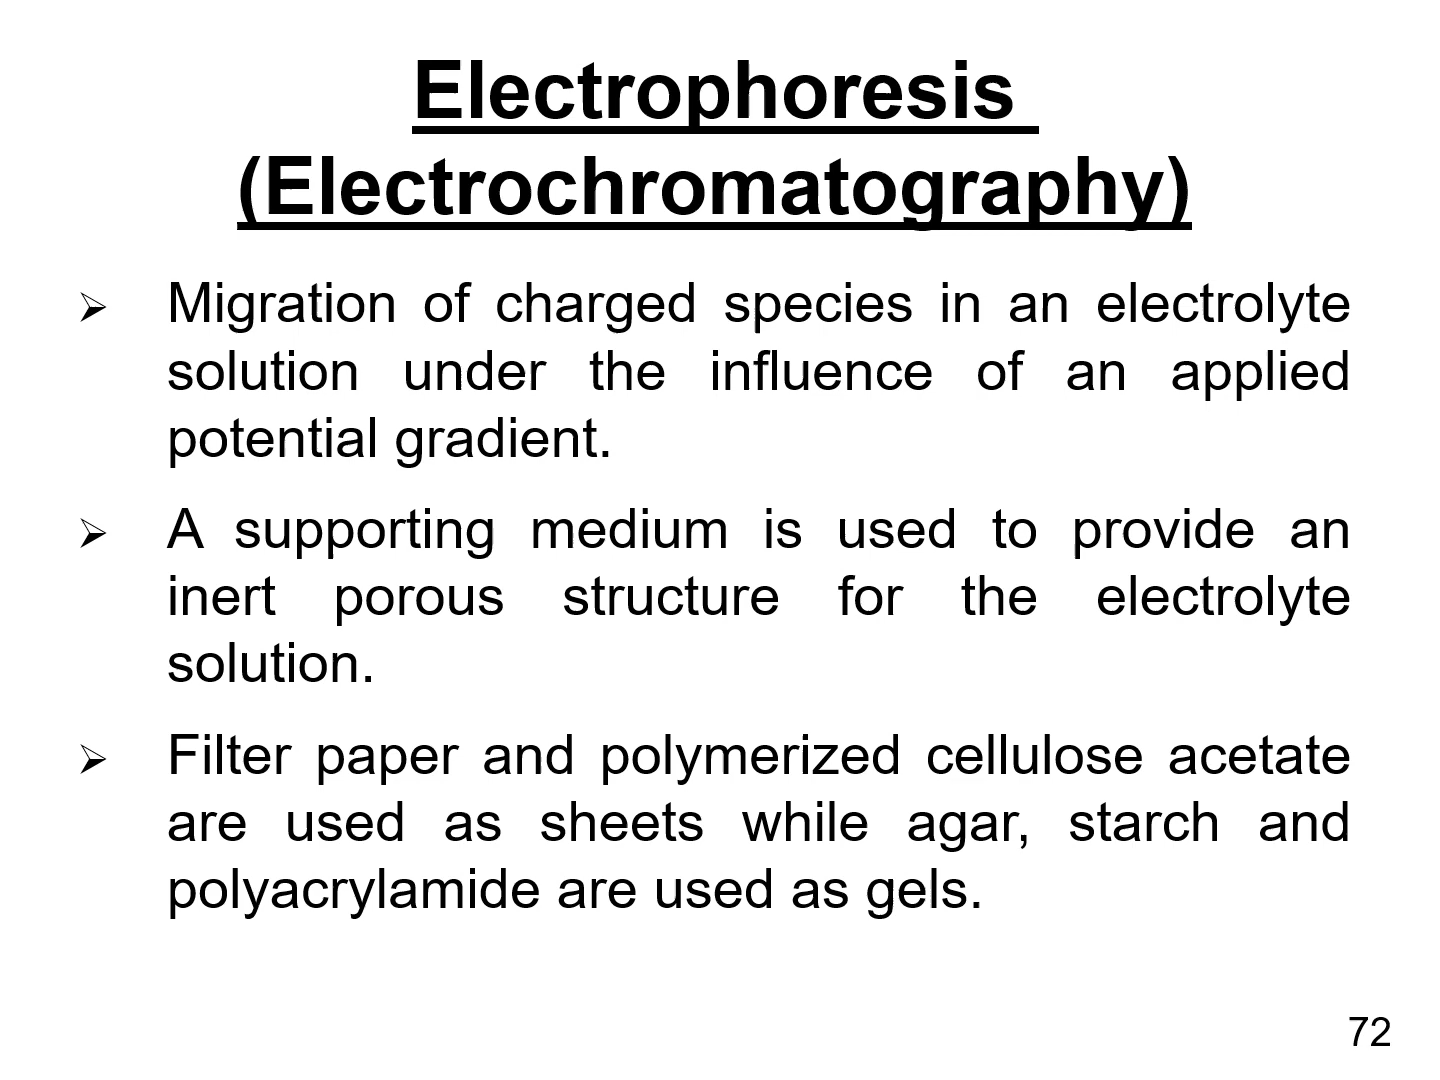 Electrophoresis
(Electrochromatography)
➢ Migration of charged species in an electrolyte
solution under the influence of an applied
potential gradient.
➢ A supporting medium is used to provide an
inert porous structure for the electrolyte
solution.
➢ Filter paper and polymerized cellulose acetate
are used as sheets while agar, starch and
polyacrylamide are used as gels.
72